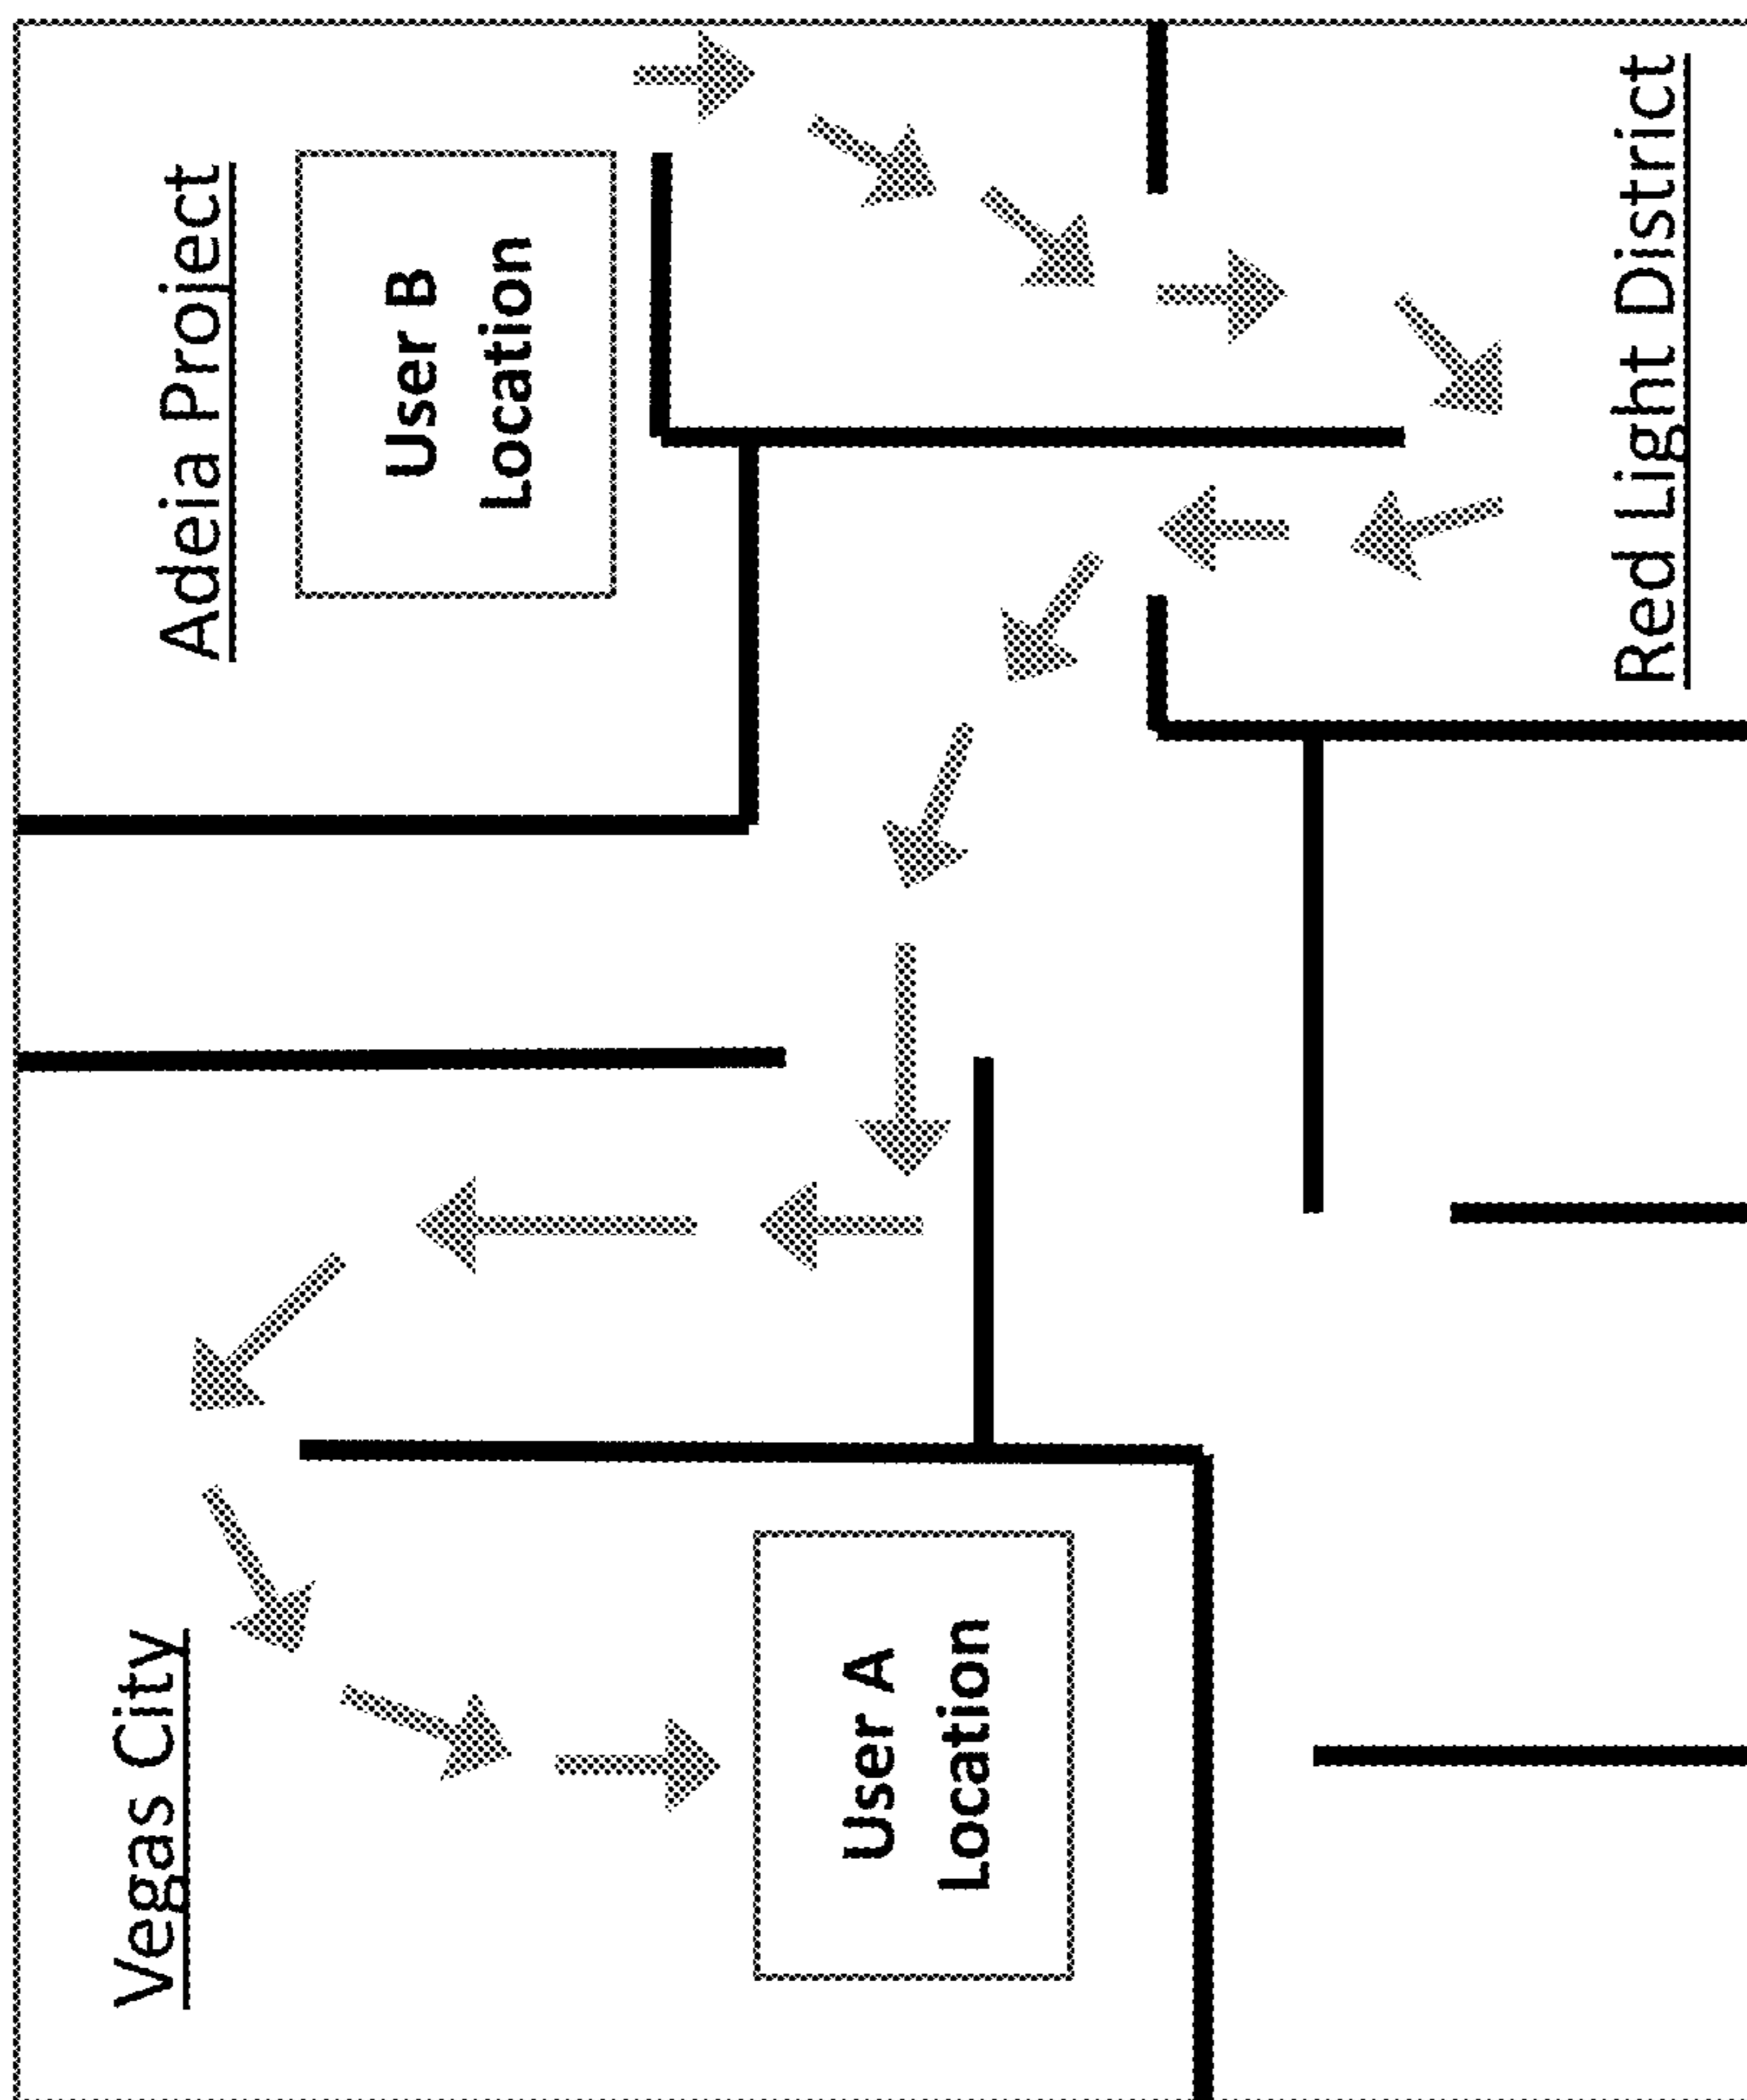 Vegas City
User A
Location
Adeia Project
User B
Location
Red Light District